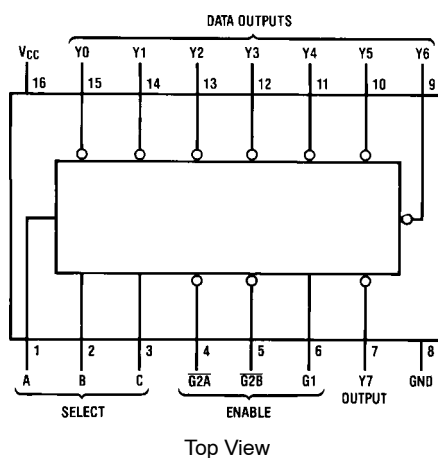 DATA OUTPUTS
VCC Y0 Y1 Y2 Y3 Y4 Y5 Y6
16 15 14 13 12 11 10 9
1 2 3 4 5 6 7 8
A B C G2A G2B G1 Y7 GND
SELECT ENABLE OUTPUT
Top View